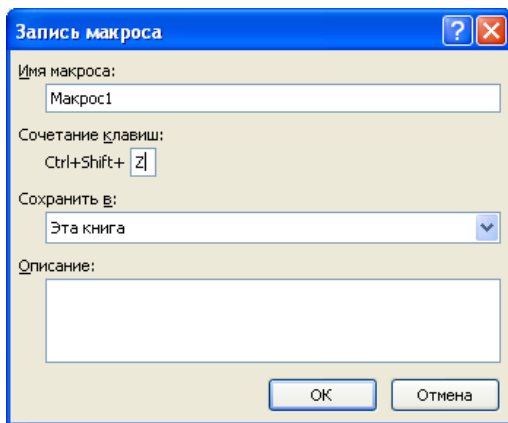 Запись макроса
Имя макроса:
Макрос1
Сочетание клавиш:
Ctrl+Shift+ Z
Сохранить в:
Эта книга
Описание:
ОК Отмена